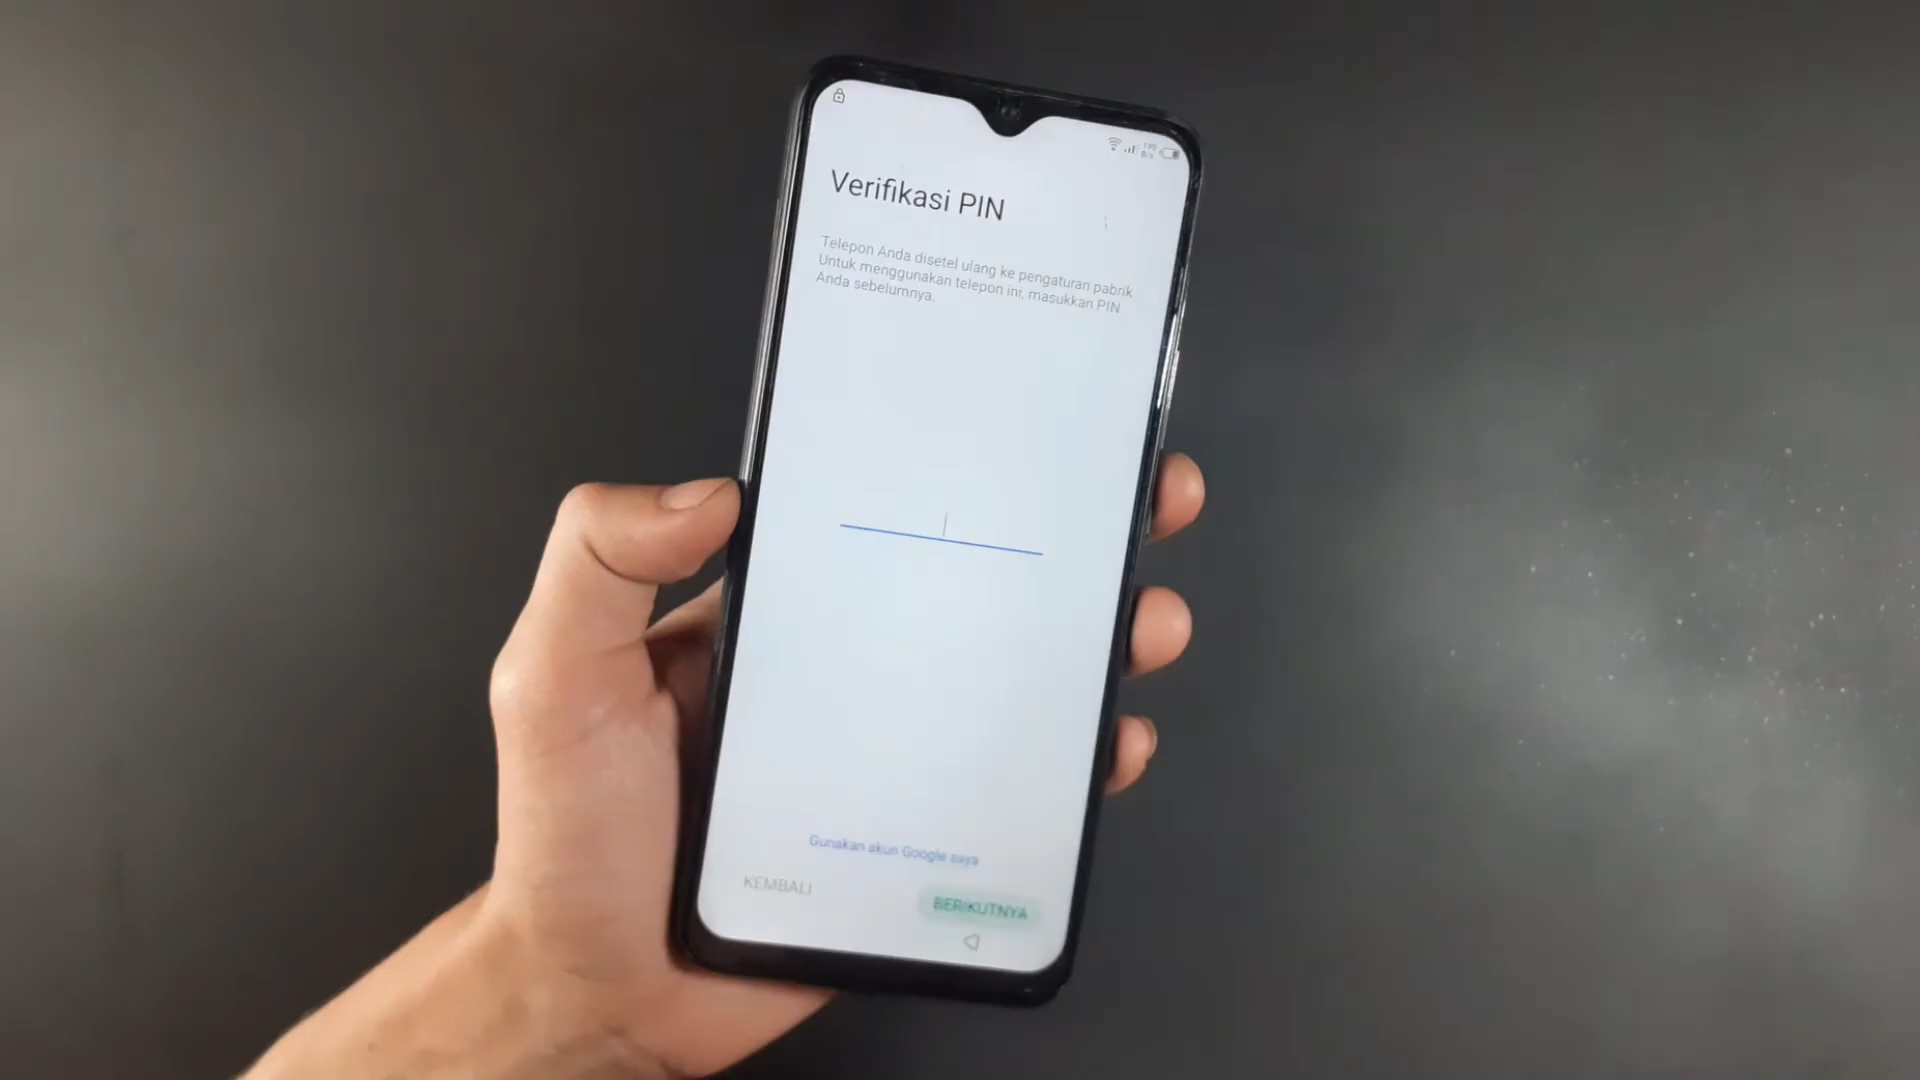 190
B/s
Verifikasi PIN
Telepon Anda disetel ulang ke pengaturan pabrik
Untuk menggunakan telepon ini, masukkan PIN
Anda sebelumnya.
Gunakan akun Google saya
KEMBALI
BERIKUTNYA